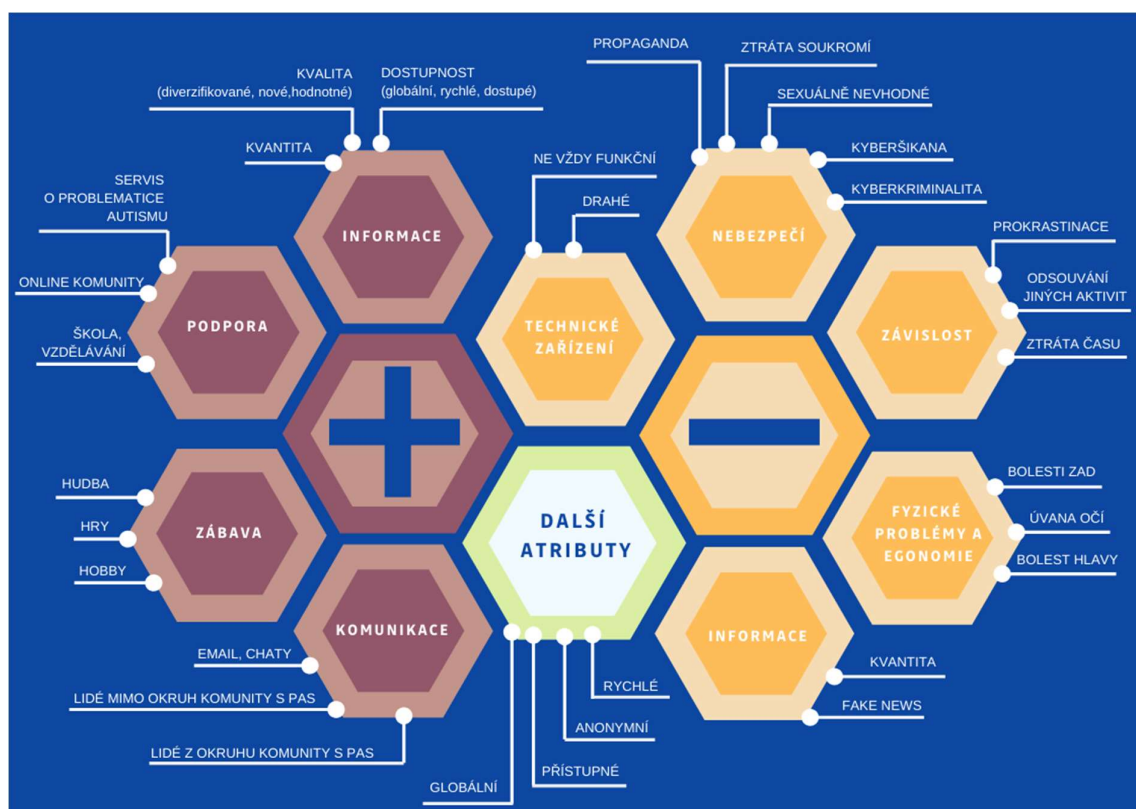 PROPAGANDA
ZTRÁTA SOUKROMÍ
KVALITA
(diverzifikované, nové,hodnotné)
DOSTUPNOST
(globální, rychlé, dostupé)
SEXUÁLNĚ NEVHODNÉ
KVANTITA
NE VŽDY FUNKČNÍ
KYBERŠIKANA
SERVIS
O PROBLEMATICE
AUTISMU
DRAHÉ
KYBERKRIMINALITA
INFORMACE
NEBEZPEČÍ
PROKRASTINACE
ONLINE KOMUNITY
ODSOUVÁNÍ
JINÝCH AKTIVIT
PODPORA
TECHNICKÉ
ZAŘÍZENÍ
ZÁVISLOST
ŠKOLA,
VZDĚLÁVÁNÍ
ZTRÁTA ČASU
HUDBA
BOLESTI ZAD
HRY
ZÁBAVA
DALŠÍ
ATRIBUTY
FYZICKÉ
PROBLÉMY A
EGONOMIE
ÚVANA OČÍ
HOBBY
BOLEST HLAVY
KOMUNIKACE
INFORMACE
EMAIL, CHATY
KVANTITA
LIDÉ MIMO OKRUH KOMUNITY S PAS
RYCHLÉ
FAKE NEWS
ANONYMNÍ
LIDÉ Z OKRUHU KOMUNITY S PAS
PŘÍSTUPNÉ
GLOBÁLNÍ